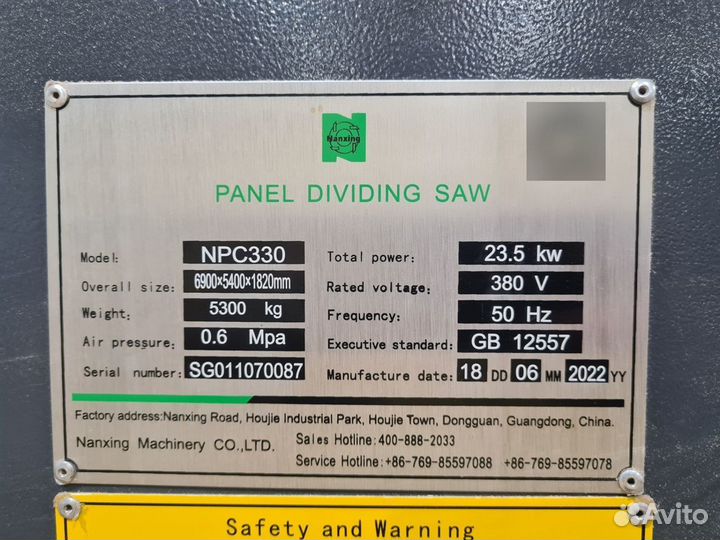 Nanxing
PANEL DIVIDING SAW
Model: NPC330
Overall size: 6900×5400×1820mm
Weight: 5300 kg
Air pressure: 0.6 Mpa
Serial number: SG011070087
Total power: 23.5 kw
Rated voltage: 380 V
Frequency: 50 Hz
Executive standard: GB 12557
Manufacture date: 18 DD 06 MM 2022 YY
Factory address:Nanxing Road, Houjie Industrial Park, Houjie Town, Dongguan, Guangdong, China.
Nanxing Machinery CO.,LTD.
Sales Hotline:400-888-2033
Service Hotline:+86-769-85597088 +86-769-85597078
Safety and Warning
Avito